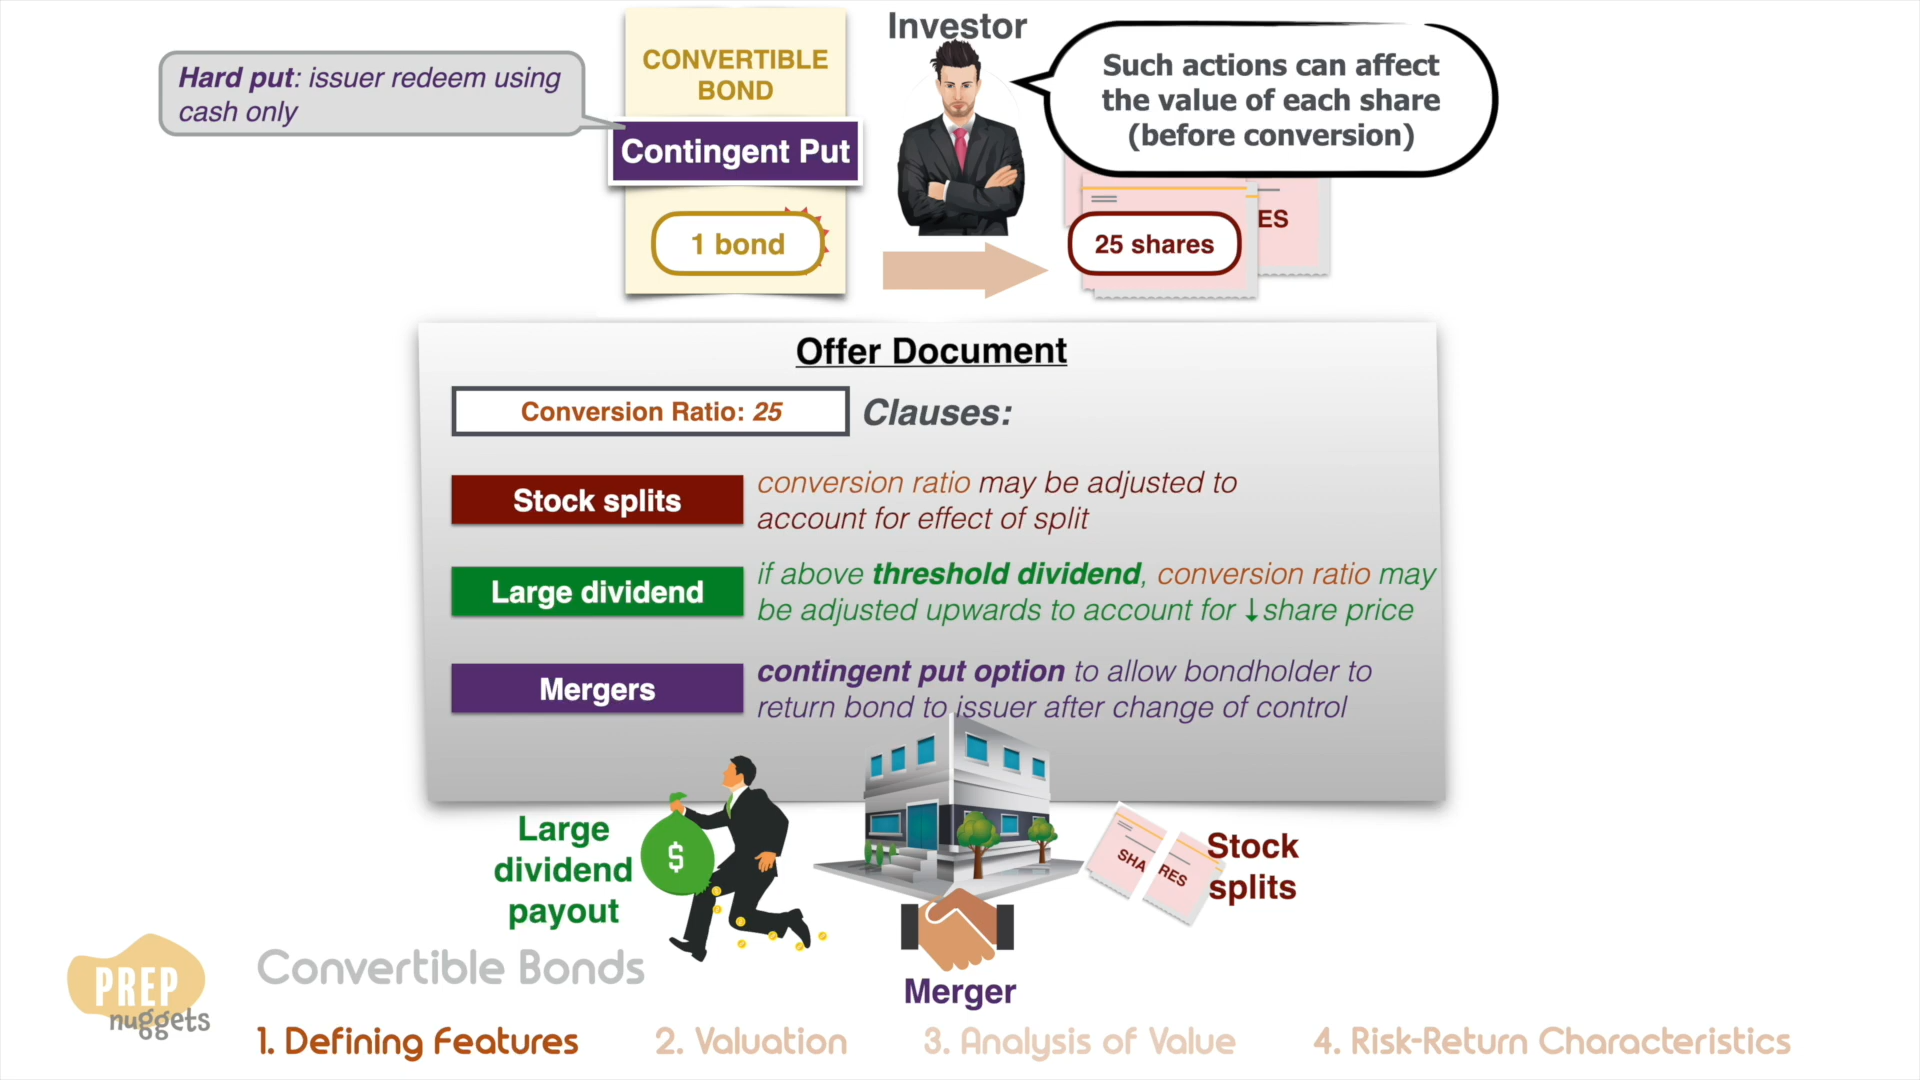 Investor
Hard put: issuer redeem using
cash only
CONVERTIBLE
BOND
Contingent Put
Such actions can affect
the value of each share
(before conversion)
1 bond
25 shares
ES
Offer Document
Conversion Ratio: 25
Clauses:
Stock splits
conversion ratio may be adjusted to
account for effect of split
Large dividend
if above threshold dividend, conversion ratio may
be adjusted upwards to account for ↓share price
Mergers
contingent put option to allow bondholder to
return bond to issuer after change of control
Large
dividend
payout
$
SHA
RES
Stock
splits
Merger
PREP
nuggets
Convertible Bonds
1. Defining Features
2. Valuation
3. Analysis of Value
4. Risk-Return Characteristics